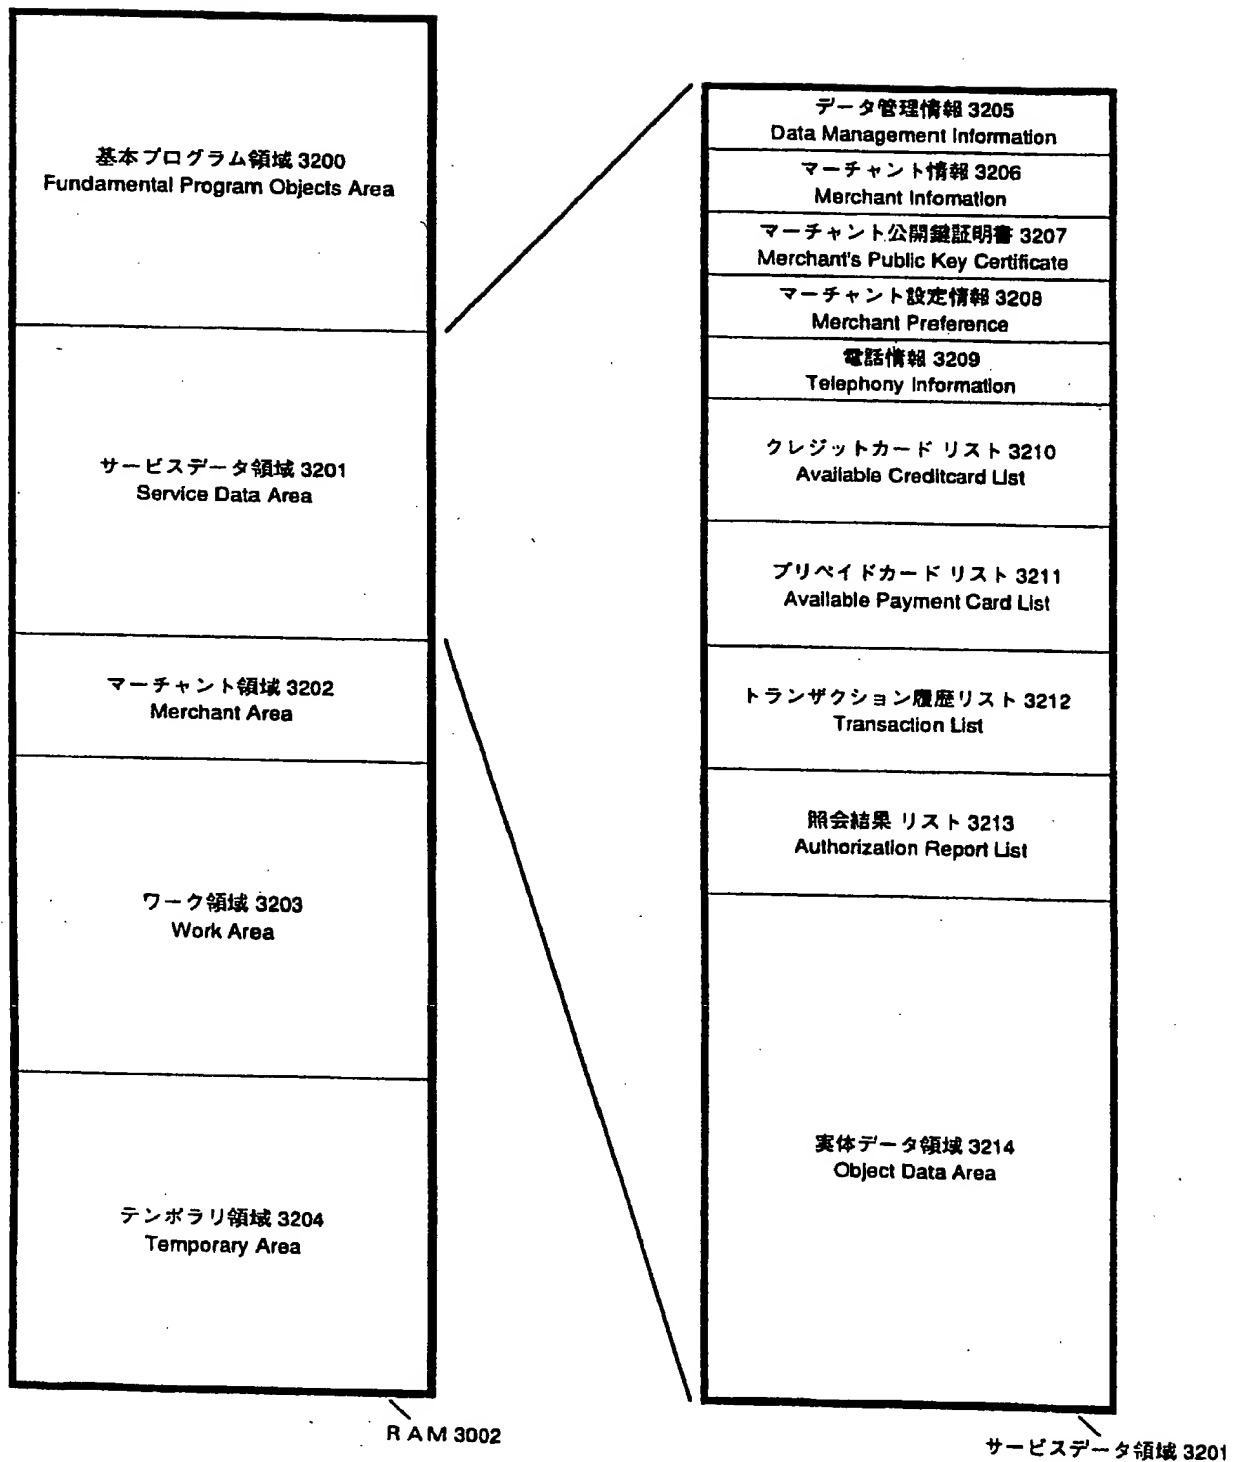 基本プログラム領域 3200
Fundamental Program Objects Area
サービスデータ領域 3201
Service Data Area
マーチャント領域 3202
Merchant Area
ワーク領域 3203
Work Area
テンポラリ領域 3204
Temporary Area
RAM 3002
データ管理情報 3205
Data Management Information
マーチャント情報 3206
Merchant Infomation
マーチャント公開鍵証明書 3207
Merchant's Public Key Certificate
マーチャント設定情報 3208
Merchant Preference
電話情報 3209
Telephony Information
クレジットカード リスト 3210
Available Creditcard List
プリペイドカード リスト 3211
Available Payment Card List
トランザクション履歴リスト 3212
Transaction List
照会結果 リスト 3213
Authorization Report List
実体データ領域 3214
Object Data Area
サービスデータ領域 3201